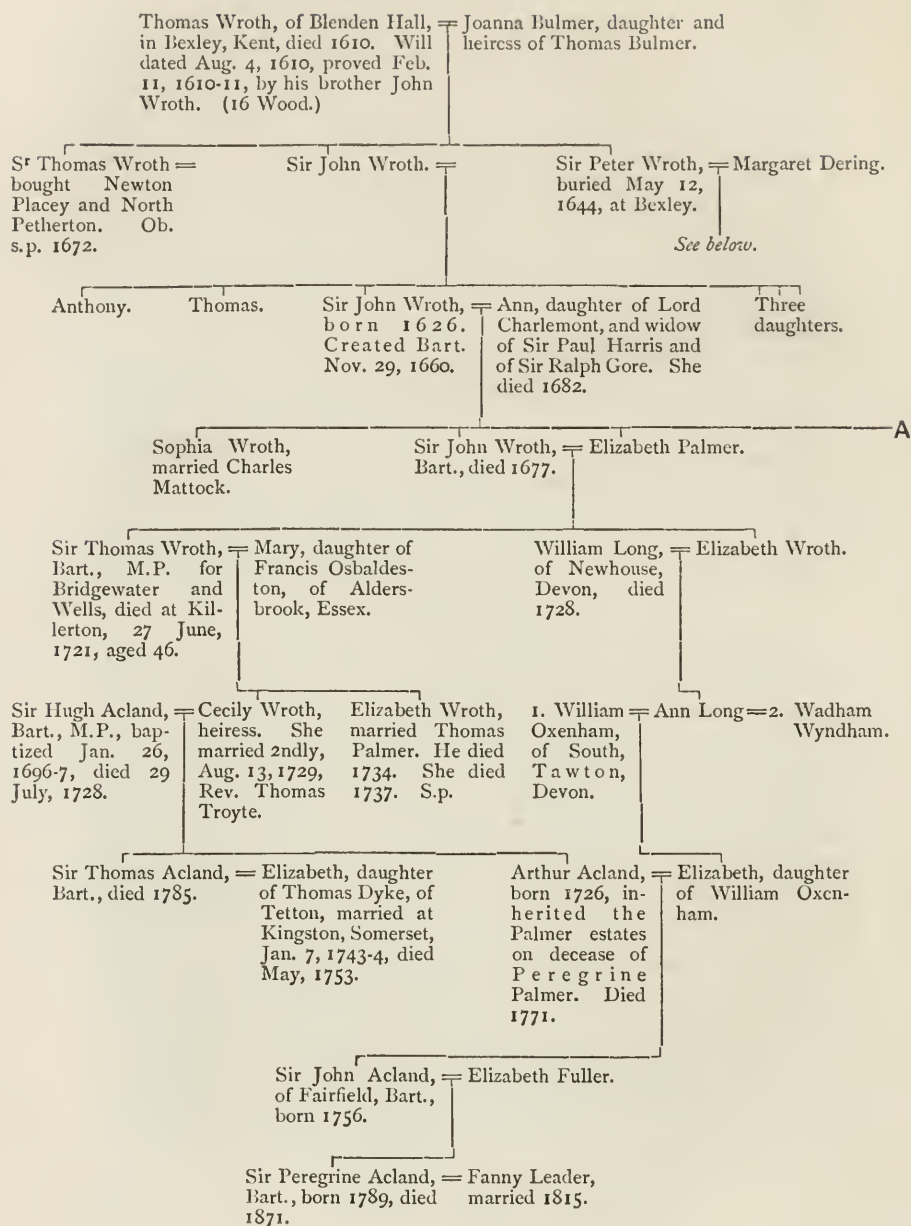 Thomas Wroth, of Blenden Hall,
in Bexley, Kent, died 1610. Will
dated Aug. 4, 1610, proved Feb.
11, 1610-11, by his brother John
Wroth. (16 Wood.)
= Joanna Bulmer, daughter and
heiress of Thomas Bulmer.
Sr Thomas Wroth =
bought Newton
Placey and North
Petherton. Ob.
s.p. 1672.
Sir John Wroth. =
Sir Peter Wroth,
buried May 12,
1644, at Bexley.
= Margaret Dering.
See below.
Anthony.
Thomas.
Sir John Wroth,
born 1626.
Created Bart.
Nov. 29, 1660.
= Ann, daughter of Lord
Charlemont, and widow
of Sir Paul Harris and
of Sir Ralph Gore. She
died 1682.
Three
daughters.
Sophia Wroth,
married Charles
Mattock.
Sir John Wroth,
Bart., died 1677.
= Elizabeth Palmer.
A
Sir Thomas Wroth,
Bart., M.P. for
Bridgewater and
Wells, died at Kil-
lerton, 27 June,
1721, aged 46.
= Mary, daughter of
Francis Osbaldes-
ton, of Alders-
brook, Essex.
William Long,
of Newhouse,
Devon, died
1728.
= Elizabeth Wroth.
Sir Hugh Acland,
Bart., M.P., bap-
tized Jan. 26,
1696-7, died 29
July, 1728.
= Cecily Wroth,
heiress. She
married 2ndly,
Aug. 13, 1729,
Rev. Thomas
Troyte.
Elizabeth Wroth,
married Thomas
Palmer. He died
1734. She died
1737. S.p.
1. William
Oxenham,
of South,
Tawton,
Devon.
= Ann Long = 2. Wadham
Wyndham.
Sir Thomas Acland,
Bart., died 1785.
= Elizabeth, daughter
of Thomas Dyke, of
Tetton, married at
Kingston, Somerset,
Jan. 7, 1743-4, died
May, 1753.
Arthur Acland,
born 1726, in-
herited the
Palmer estates
on decease of
Peregrine
Palmer. Died
1771.
= Elizabeth, daughter
of William Oxen-
ham.
Sir John Acland,
of Fairfield, Bart.,
born 1756.
= Elizabeth Fuller.
Sir Peregrine Acland,
Bart., born 1789, died
1871.
= Fanny Leader,
married 1815.